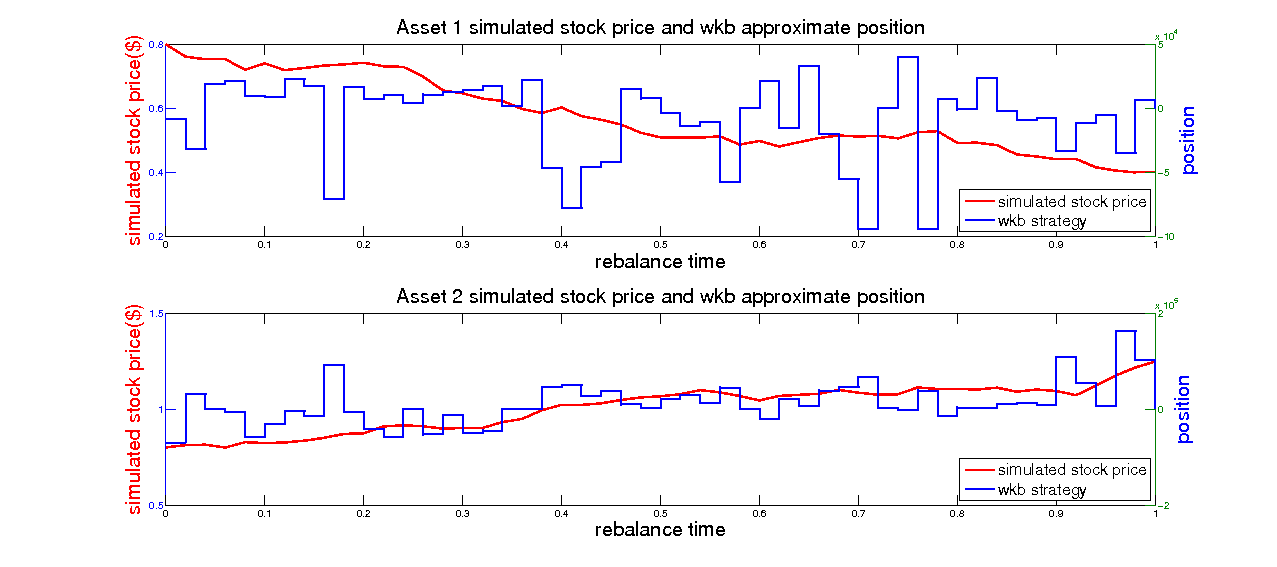 Asset 1 simulated stock price and wkb approximate position
x 10^4
0.8
0.6
0.4
0.2
5
0
-5
-10
simulated stock price($)
position
simulated stock price
wkb strategy
0 0.1 0.2 0.3 0.4 0.5 0.6 0.7 0.8 0.9 1
rebalance time
Asset 2 simulated stock price and wkb approximate position
1.5
1
0.5
2
0
-2
simulated stock price($)
position
simulated stock price
wkb strategy
0 0.1 0.2 0.3 0.4 0.5 0.6 0.7 0.8 0.9 1
rebalance time